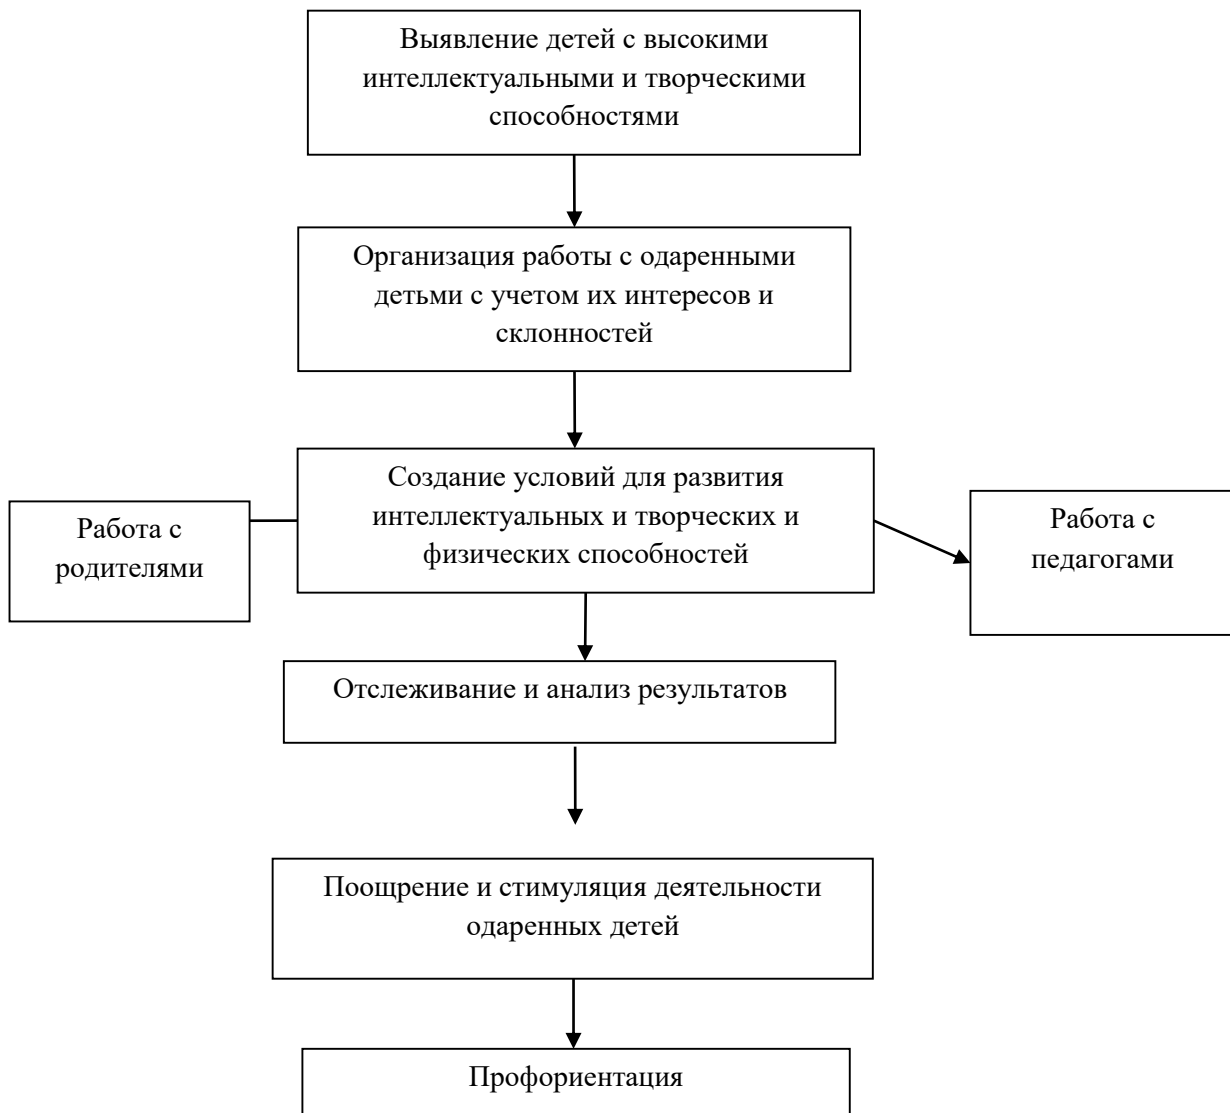 Выявление детей с высокими
интеллектуальными и творческими
способностями
Организация работы с одаренными
детьми с учетом их интересов и
склонностей
Создание условий для развития
интеллектуальных и творческих и
физических способностей
Работа с
родителями
Работа с
педагогами
Отслеживание и анализ результатов
Поощрение и стимуляция деятельности
одаренных детей
Профориентация